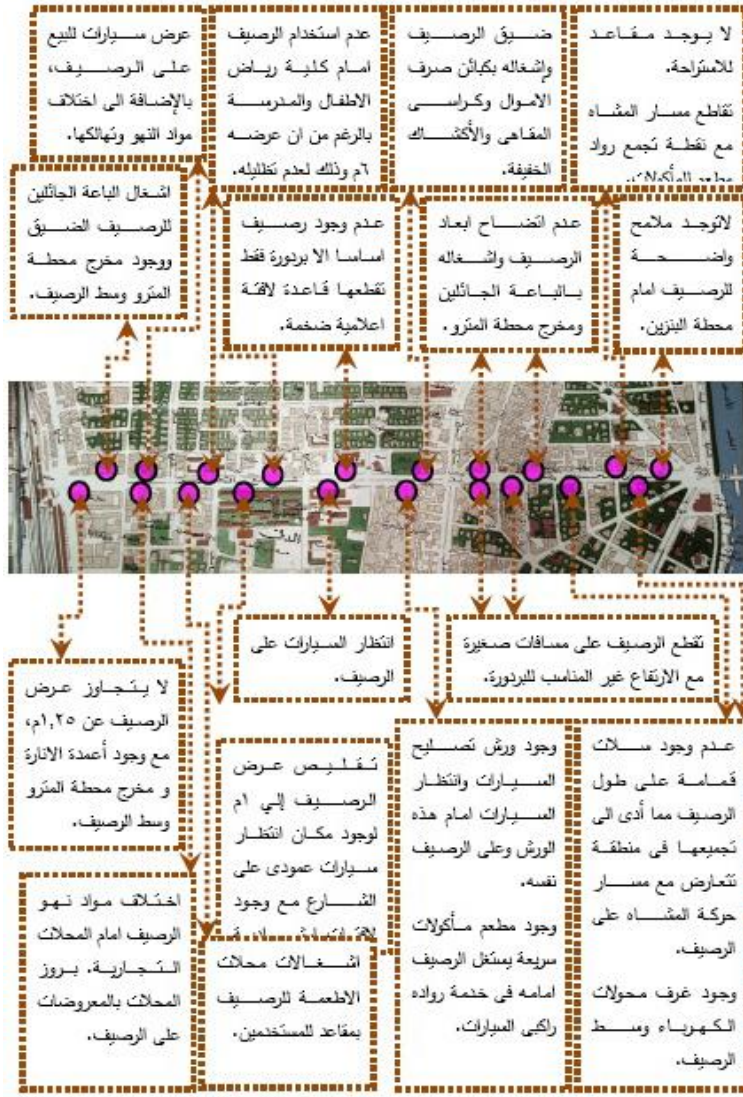 لا يوجد مقاعد
للاستراحة.
تقاطع مسار المشاه
مع نقطة تجمع رواد
مطعم للمأكولات.
ضيق الرصيف
وإشغاله بكبائن صرف
الاموال وكراسى
المقاهى والأكشاك
الخفيفة.
عدم استخدام الرصيف
امام كلية رياض
الاطفال والمدرسة
بالرغم من ان عرضه
٦م وذلك لعدم تظليله.
عرض سيارات للبيع
على الرصيف،
بالإضافة الى اختلاف
مواد النهو وتهالكها.
لاتوجد ملامح
واضحة
للرصيف امام
محطة البنزين.
عدم اتضاح ابعاد
الرصيف واشغاله
بالباعة الجائلين
ومخرج محطة المترو.
عدم وجود رصيف
اساسا الا بردورة فقط
تقطعها قاعدة لافتة
اعلامية ضخمة.
اشغال الباعة الجائلين
للرصيف الضيق
ووجود مخرج محطة
المترو وسط الرصيف.
تقطع الرصيف على مسافات صغيرة
مع الارتفاع غير المناسب للبردورة.
انتظار السيارات على
الرصيف.
لا يتجاوز عرض
الرصيف عن ١,٢٥م،
مع وجود أعمدة الانارة
و مخرج محطة المترو
وسط الرصيف.
عدم وجود سلات
قمامة على طول
الرصيف مما أدى الى
تجميعها فى منطقة
تتعارض مع مسار
حركة المشاه على
الرصيف.
وجود غرف محولات
الكهرباء وسط
الرصيف.
وجود ورش تصليح
السيارات وانتظار
السيارات امام هذه
الورش وعلى الرصيف
نفسه.
وجود مطعم مأكولات
سريعة يستغل الرصيف
امامه فى خدمة رواده
راكبى السيارات.
تقليص عرض
الرصيف إلي ١م
لوجود مكان انتظار
سيارات عمودى على
الشارع مع وجود
اشغالات محلات
الاطعمة للرصيف
بمقاعد للمستخدمين.
اختلاف مواد نهو
الرصيف امام المحلات
التجارية. بروز
المحلات بالمعروضات
على الرصيف.